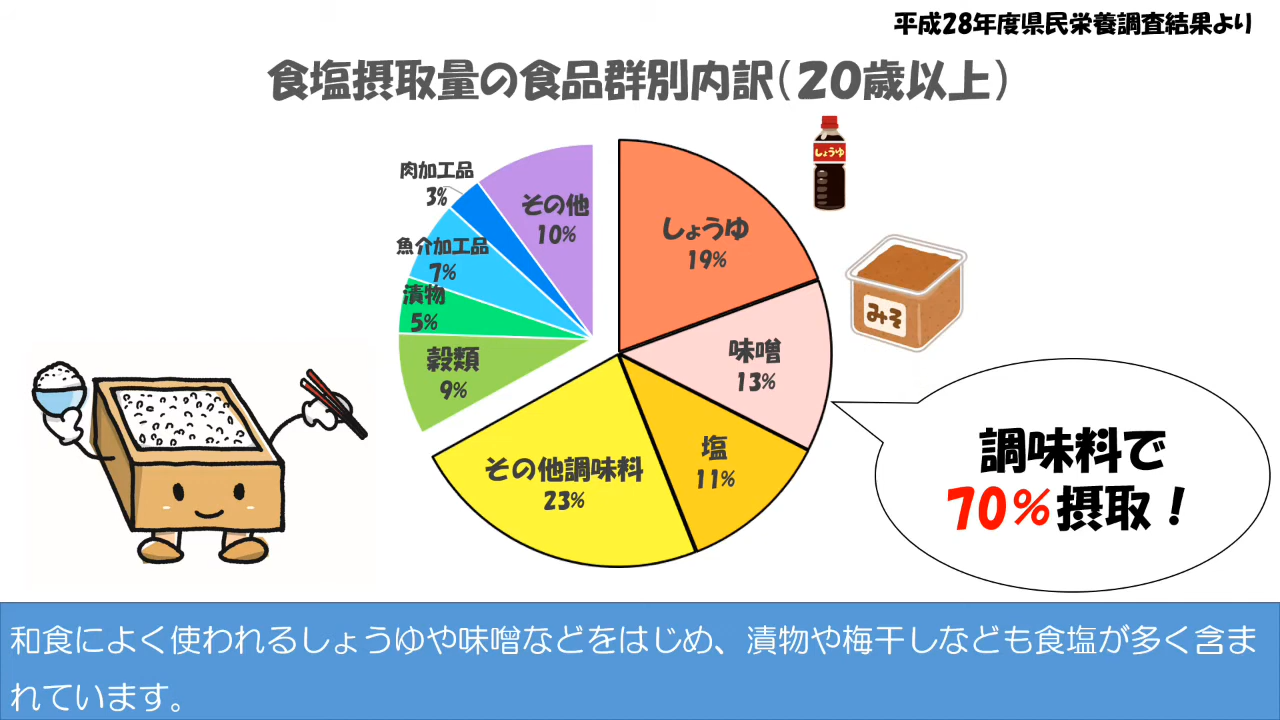 平成28年度県民栄養調査結果より
食塩摂取量の食品群別内訳（20歳以上）
しょうゆ
19%
味噌
13%
塩
11%
その他調味料
23%
穀類
9%
漬物
5%
魚介加工品
7%
肉加工品
3%
その他
10%
しょうゆ
みそ
調味料で
70％摂取！
和食によく使われるしょうゆや味噌などをはじめ、漬物や梅干しなども食塩が多く含ま
れています。